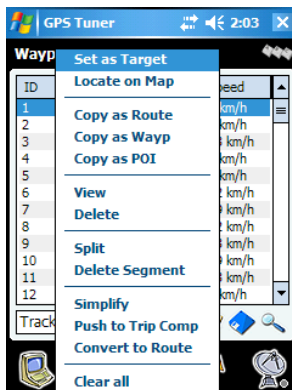 GPS Tuner 2:03
Wayp
Set as Target
Locate on Map
Copy as Route
Copy as Wayp
Copy as POI
View
Delete
Split
Delete Segment
Simplify
Push to Trip Comp
Convert to Route
Clear all
ID
1 km/h
2 km/h
3 km/h
4 km/h
5 km/h
6 km/h
7 km/h
8 km/h
9 km/h
10 km/h
11 km/h
12 km/h
Track